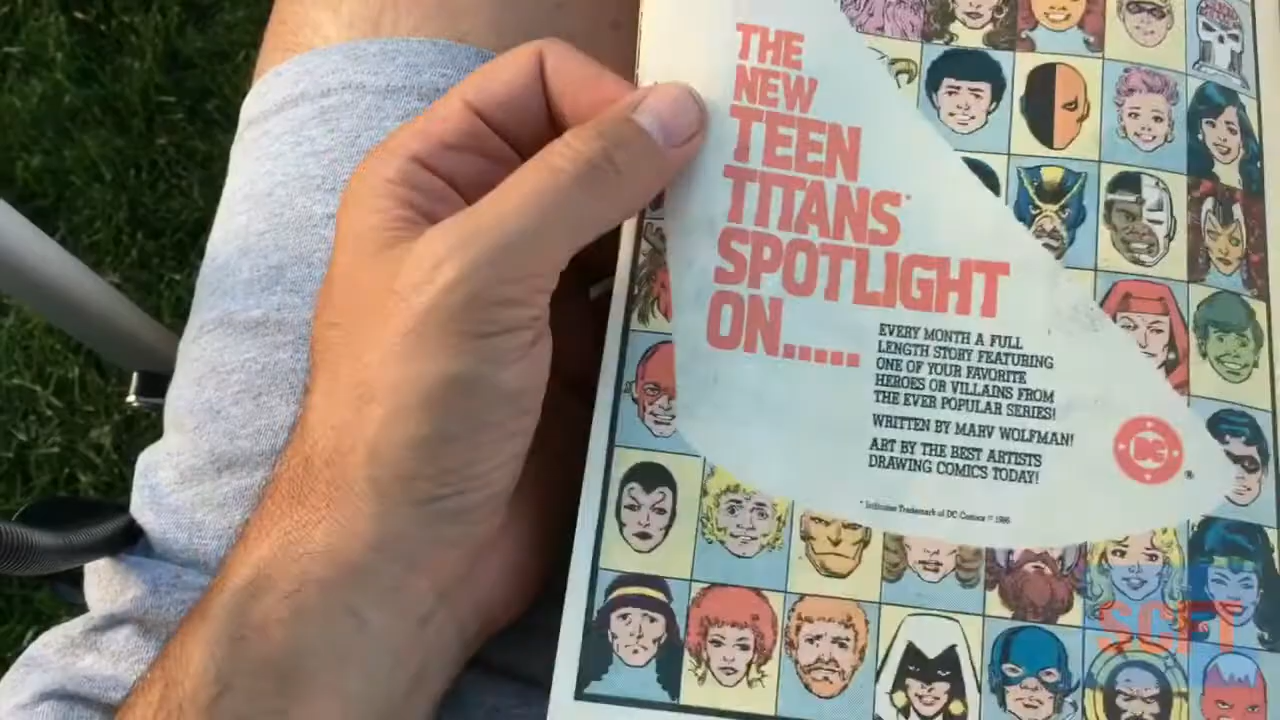 THE
NEW
TEEN
TITANS*
SPOTLIGHT
ON.....
EVERY MONTH A FULL
LENGTH STORY FEATURING
ONE OF YOUR FAVORITE
HEROES OR VILLAINS FROM
THE EVER POPULAR SERIES!
WRITTEN BY MARV WOLFMAN!
ART BY THE BEST ARTISTS
DRAWING COMICS TODAY!
DC ®
* Indicates Trademark of DC Comics © 1986
SCFT